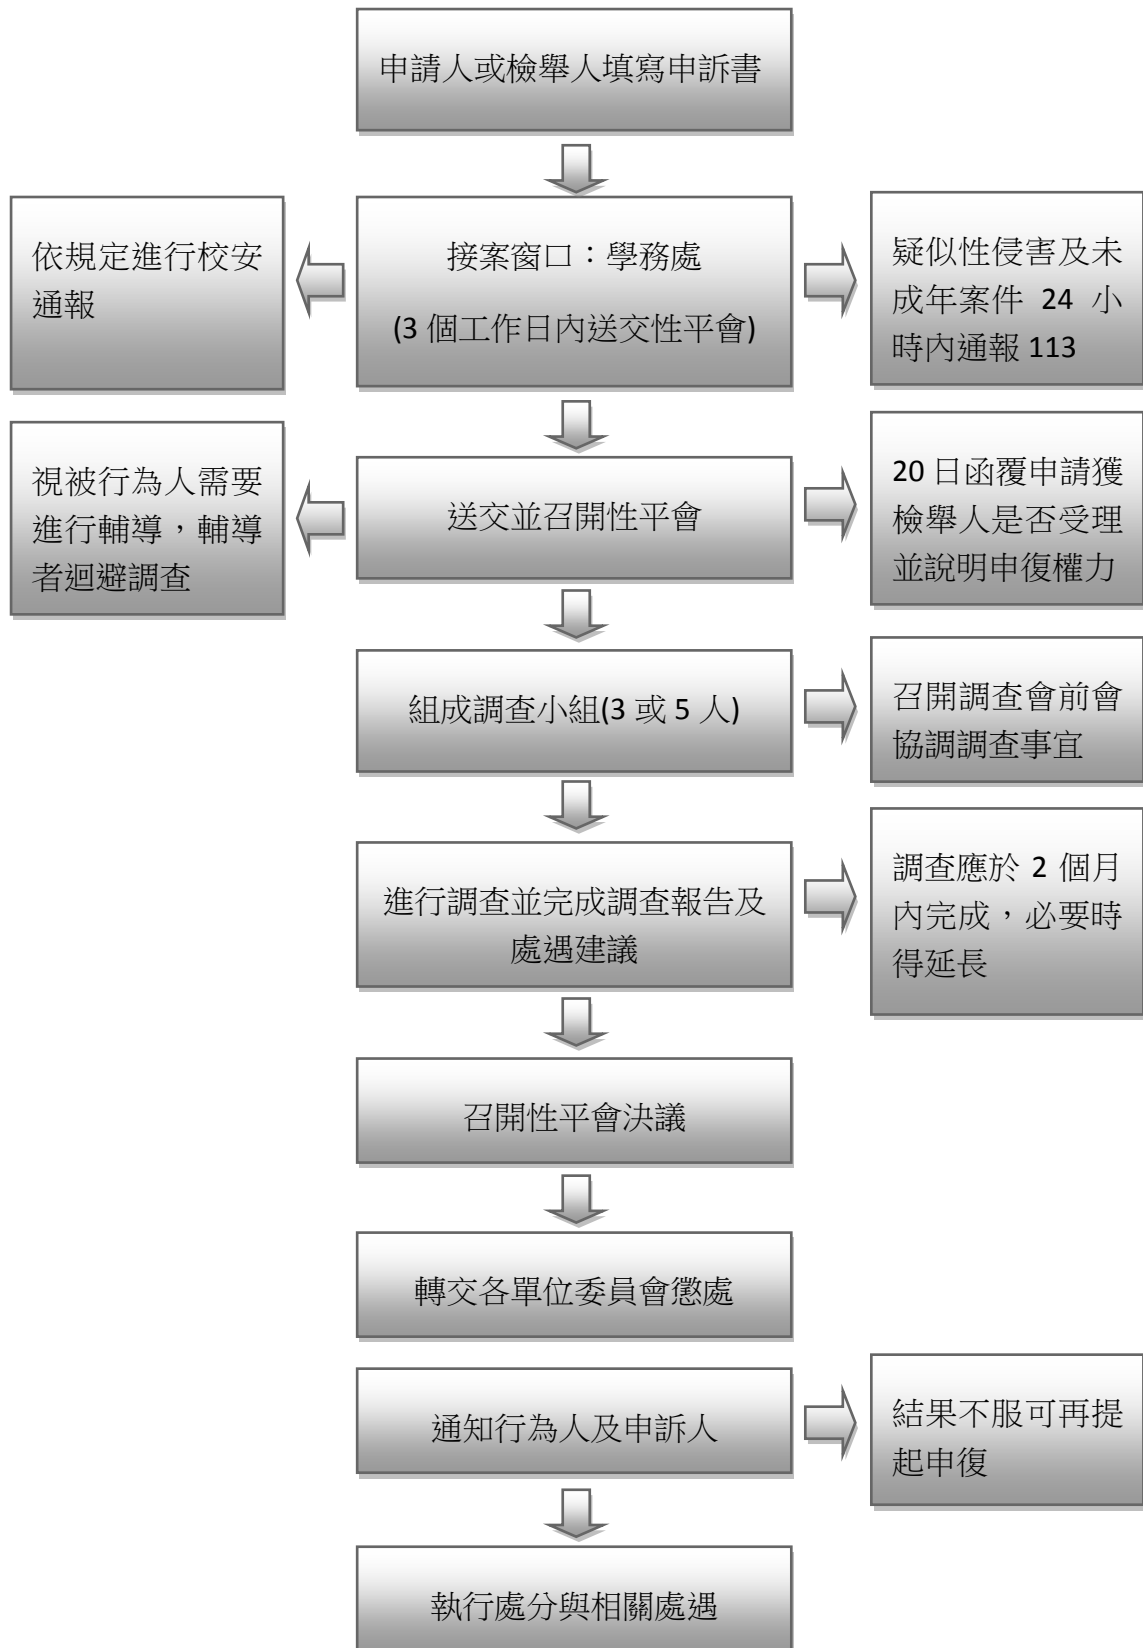 申請人或檢舉人填寫申訴書
依規定進行校安
通報
接案窗口：學務處
(3 個工作日內送交性平會)
疑似性侵害及未
成年案件 24 小
時內通報 113
視被行為人需要
進行輔導，輔導
者迴避調查
送交並召開性平會
20 日函覆申請獲
檢舉人是否受理
並說明申復權力
組成調查小組(3 或 5 人)
召開調查會前會
協調調查事宜
進行調查並完成調查報告及
處遇建議
調查應於 2 個月
內完成，必要時
得延長
召開性平會決議
轉交各單位委員會懲處
通知行為人及申訴人
結果不服可再提
起申復
執行處分與相關處遇